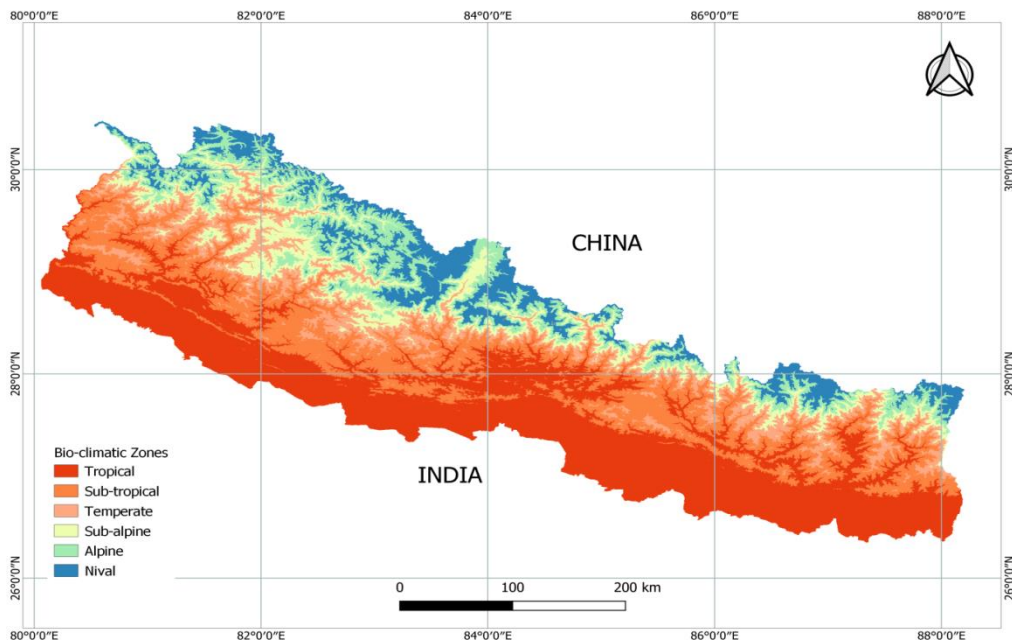 80°0'0"E 82°0'0"E 84°0'0"E 86°0'0"E 88°0'0"E
30°0'0"N 30°0'0"N
CHINA
28°0'0"N 28°0'0"N
INDIA
Bio-climatic Zones
Tropical
Sub-tropical
Temperate
Sub-alpine
Alpine
Nival
26°0'0"N 26°0'0"N
0 100 200 km
80°0'0"E 82°0'0"E 84°0'0"E 86°0'0"E 88°0'0"E